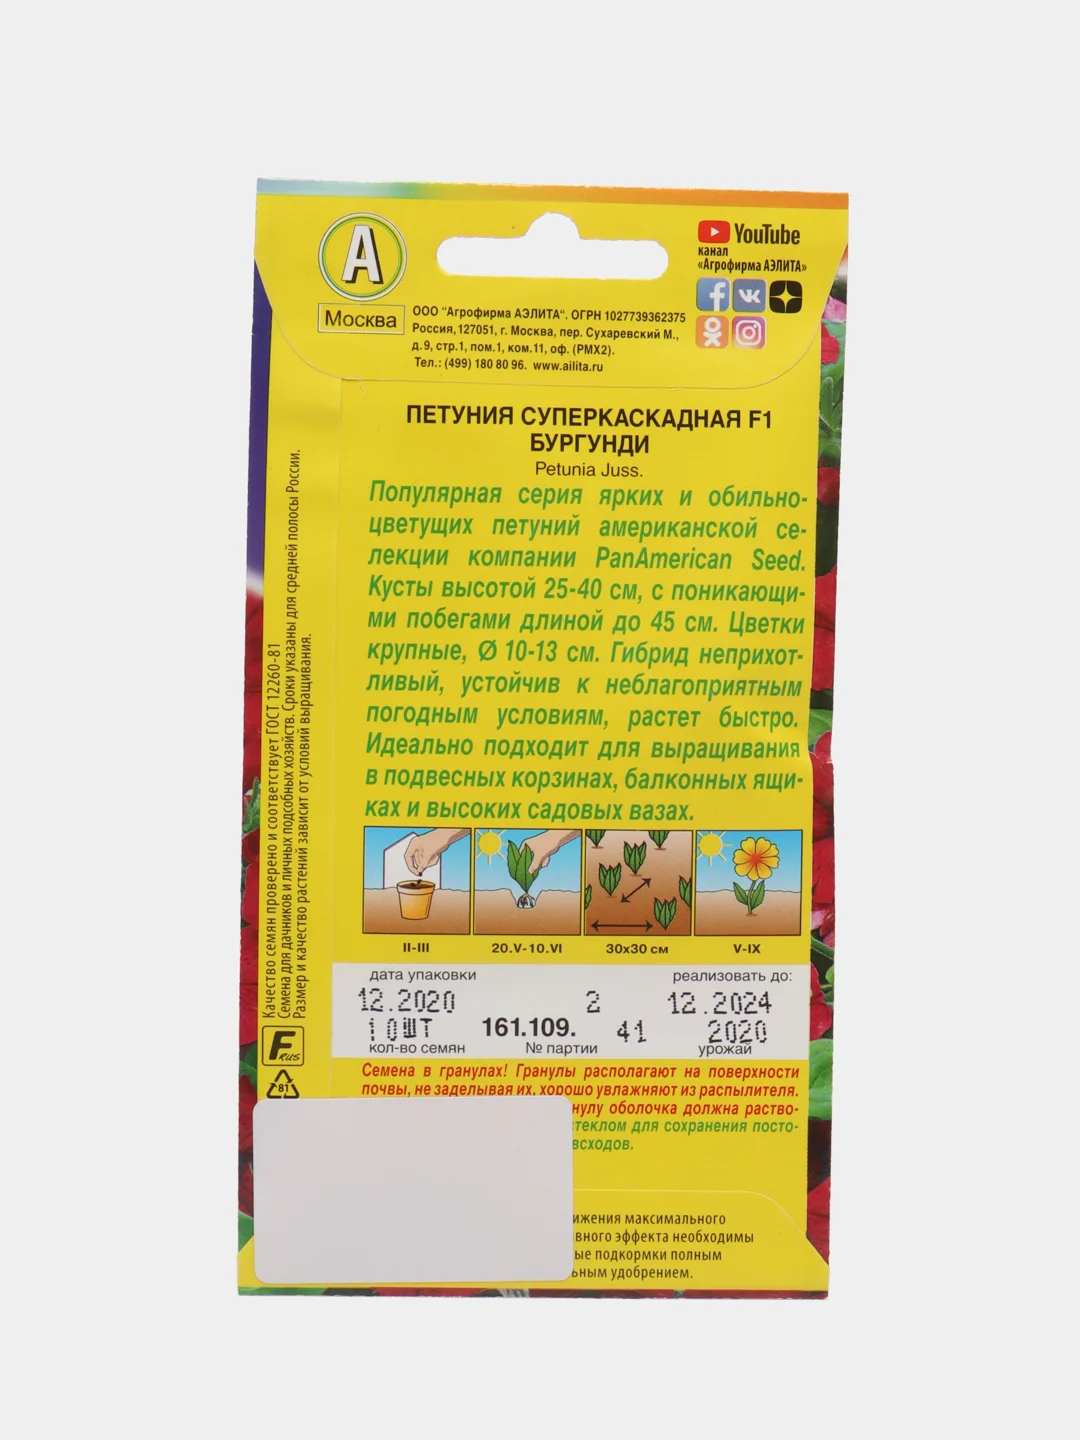 А
Москва
YouTube
канал
«Агрофирма АЭЛИТА»
ООО "Агрофирма АЭЛИТА". ОГРН 1027739362375
Россия,127051, г. Москва, пер. Сухаревский М.,
д.9, стр.1, пом.1, ком.11, оф. (РМХ2).
Тел.: (499) 180 80 96. www.ailita.ru
ПЕТУНИЯ СУПЕРКАСКАДНАЯ F1
БУРГУНДИ
Petunia Juss.
Популярная серия ярких и обильно-
цветущих петуний американской се-
лекции компании PanAmerican Seed.
Кусты высотой 25-40 см, с поникающи-
ми побегами длиной до 45 см. Цветки
крупные, Ø 10-13 см. Гибрид неприхот-
ливый, устойчив к неблагоприятным
погодным условиям, растет быстро.
Идеально подходит для выращивания
в подвесных корзинах, балконных ящи-
ках и высоких садовых вазах.
II-III 20.V-10.VI 30x30 см V-IX
дата упаковки реализовать до:
12.2020 2 12.2024
10ШТ 161.109. 41 2020
кол-во семян № партии урожай
Семена в гранулах! Гранулы располагают на поверхности
почвы, не заделывая их, хорошо увлажняют из распылителя.
нулу оболочка должна раство-
стеклом для сохранения посто-
всходов.
ижения максимального
вного эффекта необходимы
ые подкормки полным
ьным удобрением.
Качество семян проверено и соответствует ГОСТ 12260-81
Семена для дачников и личных подсобных хозяйств. Сроки указаны для средней полосы России.
Размер и качество растений зависит от условий выращивания.
F RUS
81